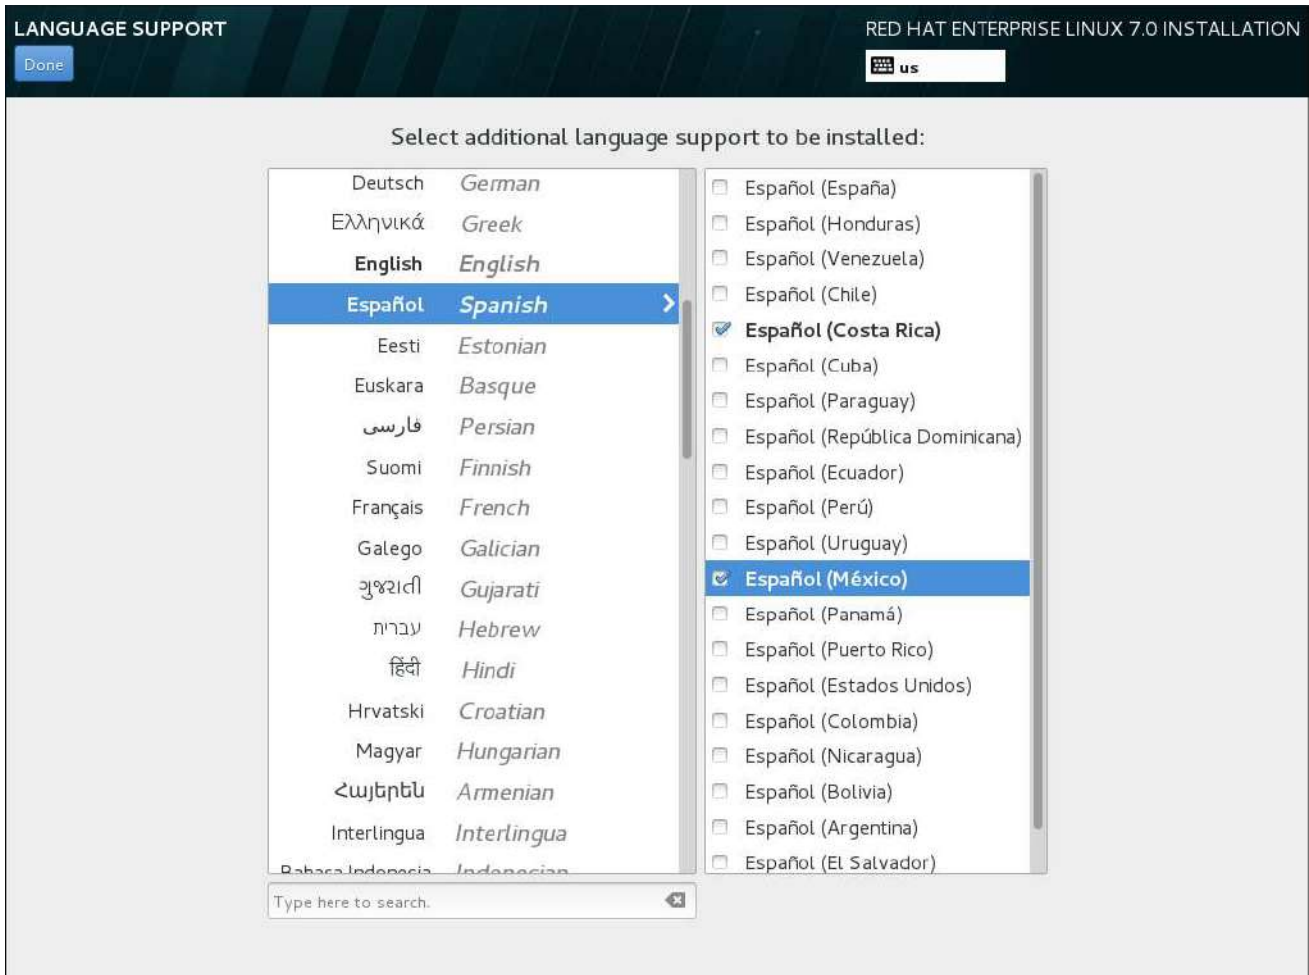 LANGUAGE SUPPORT
RED HAT ENTERPRISE LINUX 7.0 INSTALLATION
Done
us
Select additional language support to be installed:
Deutsch German
Ελληνικά Greek
English English
Español Spanish
Eesti Estonian
Euskara Basque
فارسی Persian
Suomi Finnish
Français French
Galego Galician
ગુજરાતી Gujarati
עברית Hebrew
हिंदी Hindi
Hrvatski Croatian
Magyar Hungarian
Հայերեն Armenian
Interlingua Interlingua
Bahasa Indonesia Indonesian
Español (España)
Español (Honduras)
Español (Venezuela)
Español (Chile)
Español (Costa Rica)
Español (Cuba)
Español (Paraguay)
Español (República Dominicana)
Español (Ecuador)
Español (Perú)
Español (Uruguay)
Español (México)
Español (Panamá)
Español (Puerto Rico)
Español (Estados Unidos)
Español (Colombia)
Español (Nicaragua)
Español (Bolivia)
Español (Argentina)
Español (El Salvador)
Type here to search.